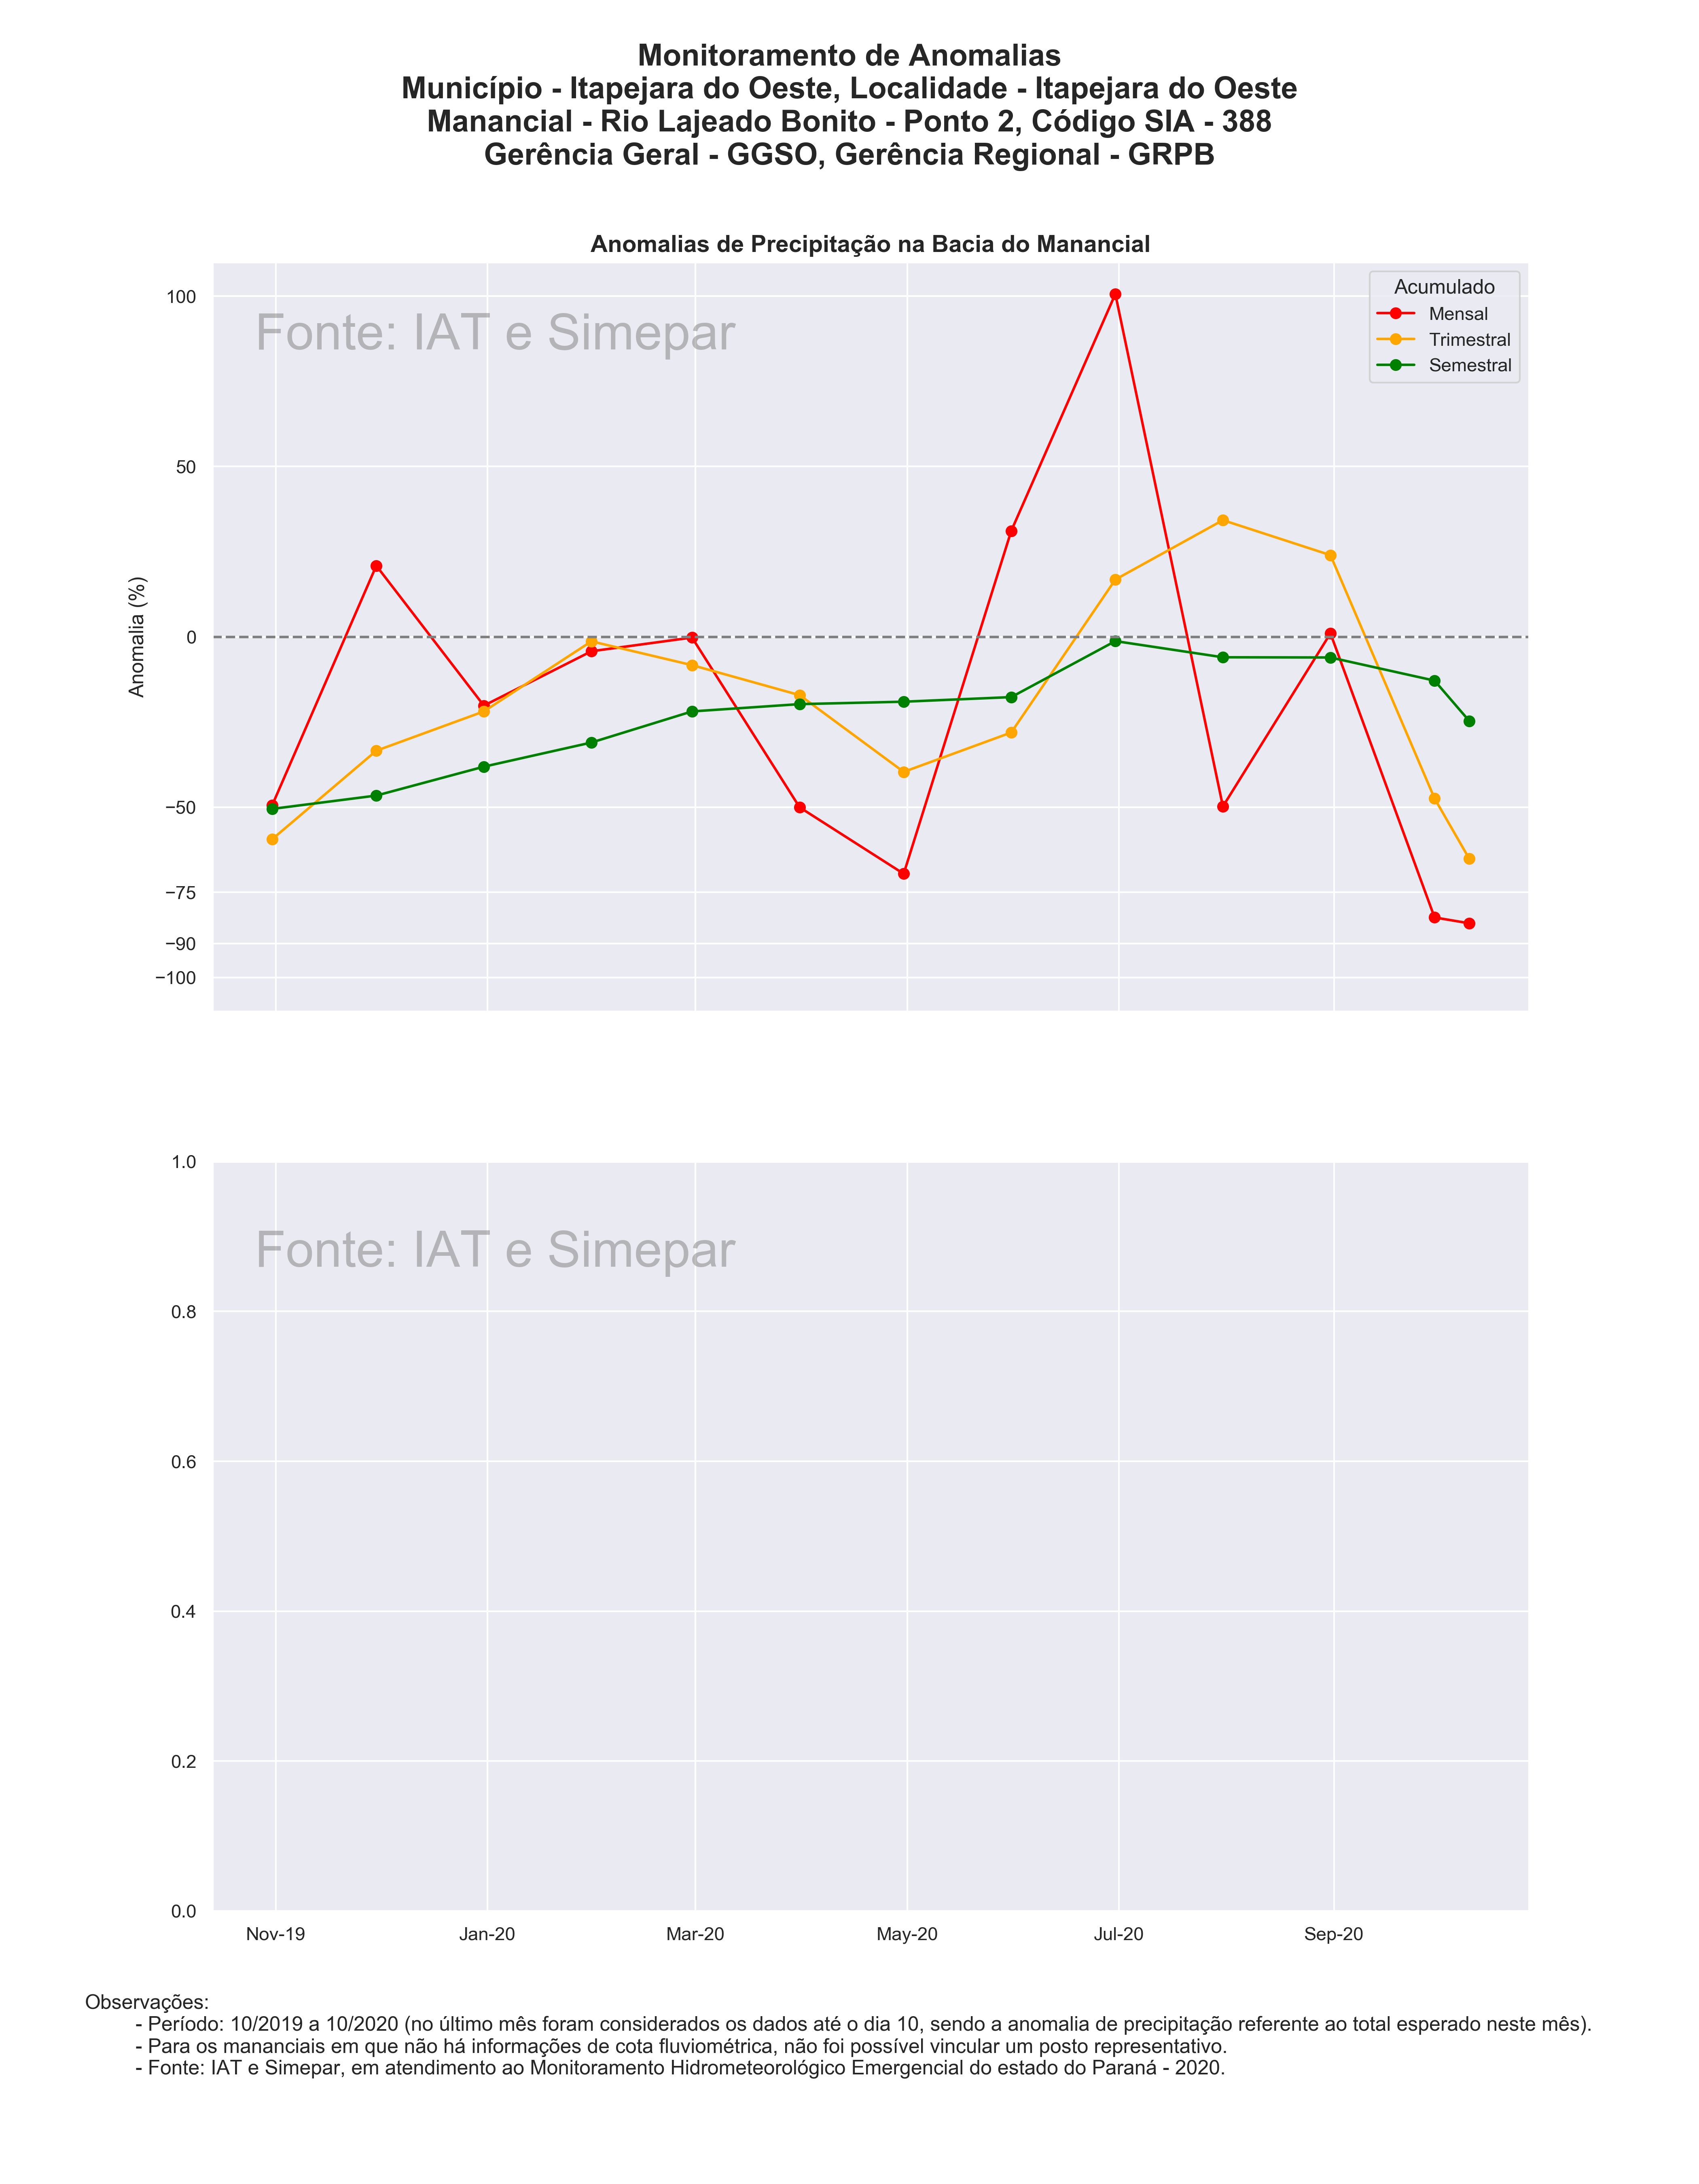 Monitoramento de Anomalias
Município - Itapejara do Oeste, Localidade - Itapejara do Oeste
Manancial - Rio Lajeado Bonito - Ponto 2, Código SIA - 388
Gerência Geral - GGSO, Gerência Regional - GRPB
Anomalias de Precipitação na Bacia do Manancial
Fonte: IAT e Simepar
Acumulado
Mensal
Trimestral
Semestral
Anomalia (%)
100
50
0
−50
−75
−90
−100
Fonte: IAT e Simepar
1.0
0.8
0.6
0.4
0.2
0.0
Nov-19 Jan-20 Mar-20 May-20 Jul-20 Sep-20
Observações:
- Período: 10/2019 a 10/2020 (no último mês foram considerados os dados até o dia 10, sendo a anomalia de precipitação referente ao total esperado neste mês).
- Para os mananciais em que não há informações de cota fluviométrica, não foi possível vincular um posto representativo.
- Fonte: IAT e Simepar, em atendimento ao Monitoramento Hidrometeorológico Emergencial do estado do Paraná - 2020.